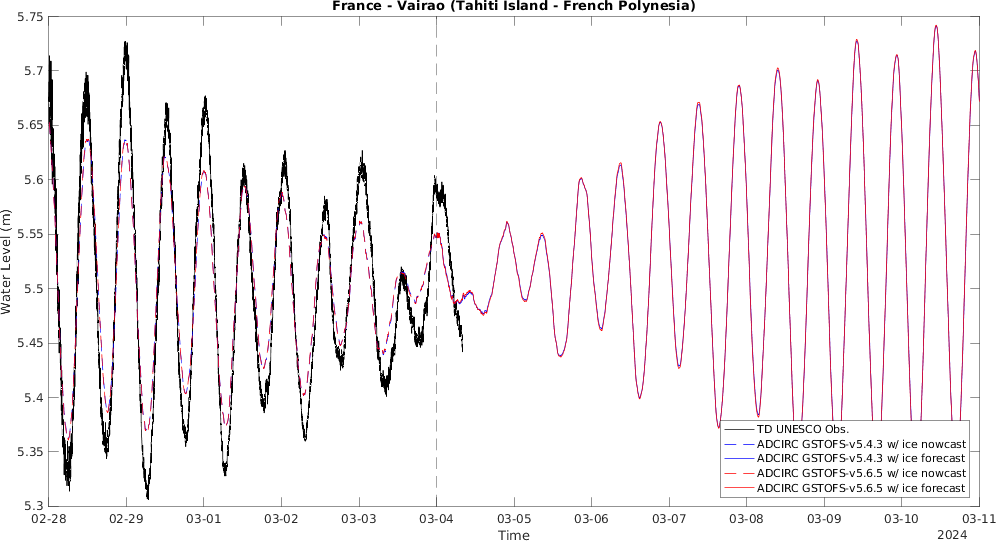 France - Vairao (Tahiti Island - French Polynesia)
5.75
5.7
5.65
5.6
5.55
5.5
5.45
5.4
5.35
5.3
Water Level (m)
TD UNESCO Obs.
ADCIRC GSTOFS-v5.4.3 w/ ice nowcast
ADCIRC GSTOFS-v5.4.3 w/ ice forecast
ADCIRC GSTOFS-v5.6.5 w/ ice nowcast
ADCIRC GSTOFS-v5.6.5 w/ ice forecast
02-28 02-29 03-01 03-02 03-03 03-04 03-05 03-06 03-07 03-08 03-09 03-10 03-11
Time
2024